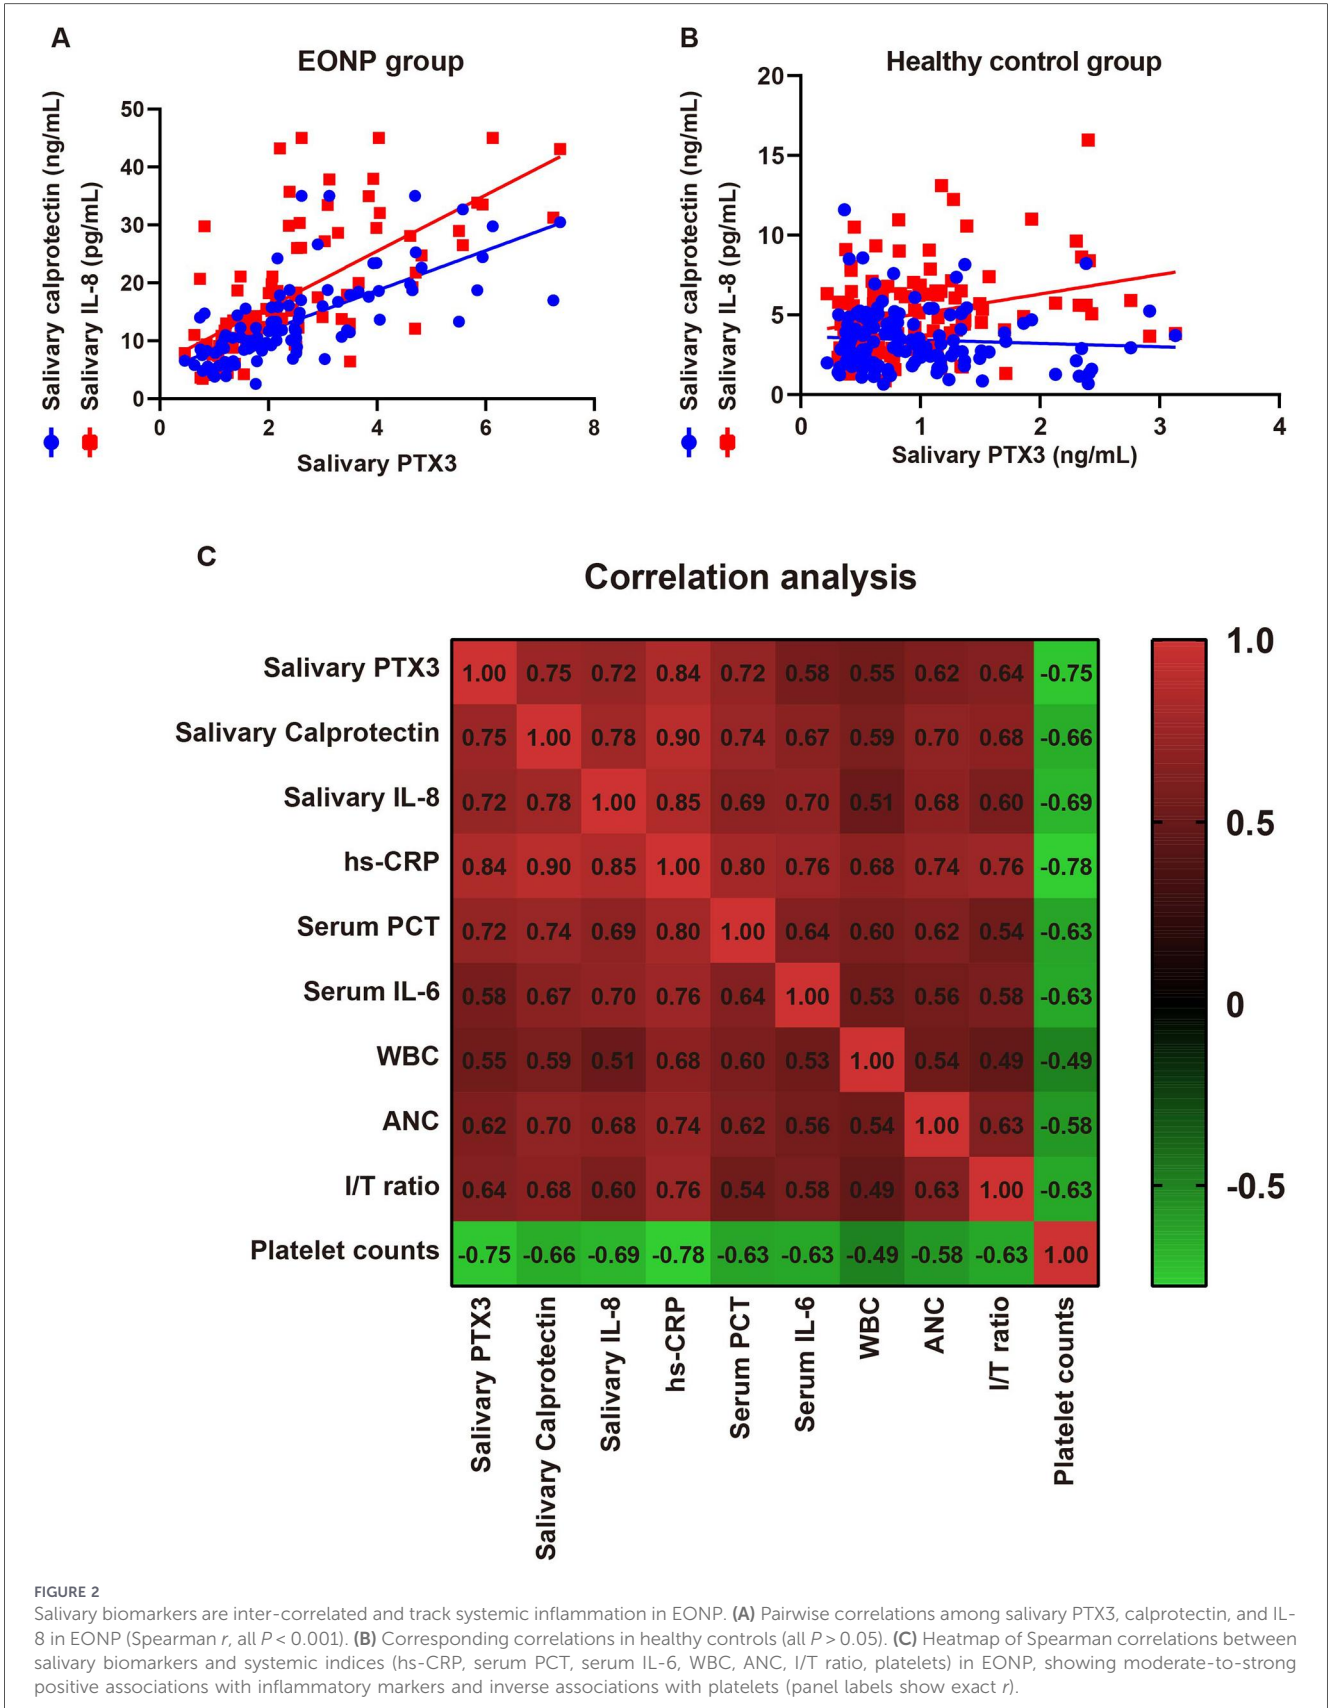 A
EONP group
Salivary calprotectin (ng/mL)
Salivary IL-8 (pg/mL)
50
40
30
20
10
0
0 2 4 6 8
Salivary PTX3
B
Healthy control group
Salivary calprotectin (ng/mL)
Salivary IL-8 (pg/mL)
20
15
10
5
0
0 1 2 3 4
Salivary PTX3 (ng/mL)
C
Correlation analysis
Salivary PTX3 1.00 0.75 0.72 0.84 0.72 0.58 0.55 0.62 0.64 -0.75
Salivary Calprotectin 0.75 1.00 0.78 0.90 0.74 0.67 0.59 0.70 0.68 -0.66
Salivary IL-8 0.72 0.78 1.00 0.85 0.69 0.70 0.51 0.68 0.60 -0.69
hs-CRP 0.84 0.90 0.85 1.00 0.80 0.76 0.68 0.74 0.76 -0.78
Serum PCT 0.72 0.74 0.69 0.80 1.00 0.64 0.60 0.62 0.54 -0.63
Serum IL-6 0.58 0.67 0.70 0.76 0.64 1.00 0.53 0.56 0.58 -0.63
WBC 0.55 0.59 0.51 0.68 0.60 0.53 1.00 0.54 0.49 -0.49
ANC 0.62 0.70 0.68 0.74 0.62 0.56 0.54 1.00 0.63 -0.58
I/T ratio 0.64 0.68 0.60 0.76 0.54 0.58 0.49 0.63 1.00 -0.63
Platelet counts -0.75 -0.66 -0.69 -0.78 -0.63 -0.63 -0.49 -0.58 -0.63 1.00
Salivary PTX3
Salivary Calprotectin
Salivary IL-8
hs-CRP
Serum PCT
Serum IL-6
WBC
ANC
I/T ratio
Platelet counts
1.0
0.5
0
-0.5
FIGURE 2
Salivary biomarkers are inter-correlated and track systemic inflammation in EONP. (A) Pairwise correlations among salivary PTX3, calprotectin, and IL-
8 in EONP (Spearman r, all P < 0.001). (B) Corresponding correlations in healthy controls (all P > 0.05). (C) Heatmap of Spearman correlations between
salivary biomarkers and systemic indices (hs-CRP, serum PCT, serum IL-6, WBC, ANC, I/T ratio, platelets) in EONP, showing moderate-to-strong
positive associations with inflammatory markers and inverse associations with platelets (panel labels show exact r).